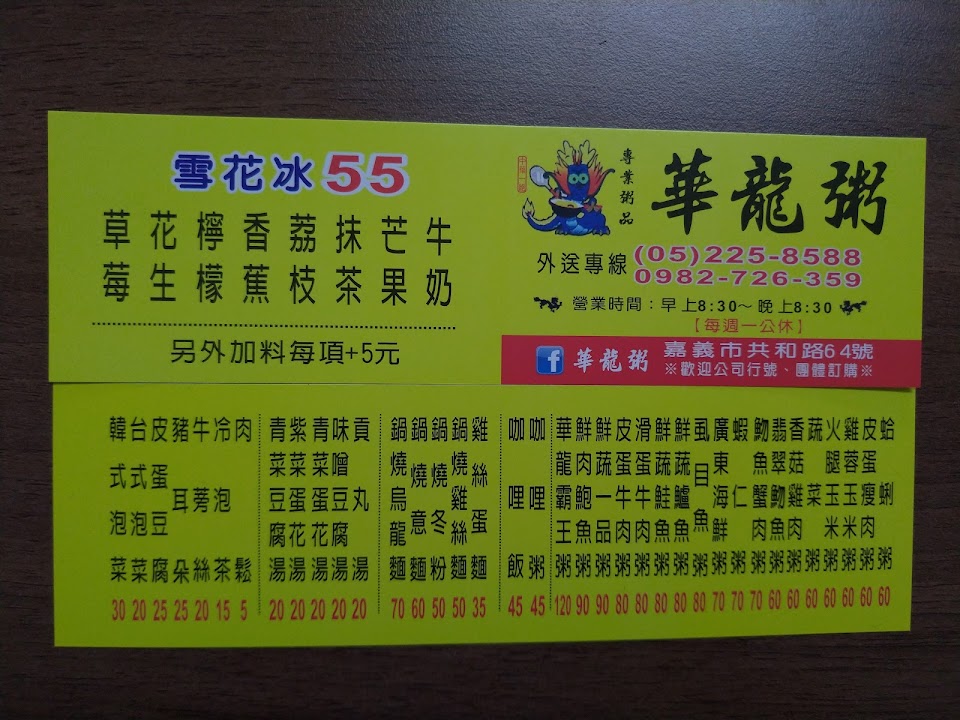 雪花冰55
草莓
花生
檸檬
香蕉
荔枝
抹茶
芒果
牛奶
另外加料每項+5元
專業粥品
華龍粥
外送專線
(05)225-8588
0982-726-359
營業時間：早上8:30～晚上8:30
【每週一公休】
華龍粥
嘉義市共和路64號
※歡迎公司行號、團體訂購※
韓式泡菜 30
台式泡菜 20
皮蛋豆腐 25
豬耳朵 25
牛蒡絲 20
冷泡茶 15
肉鬆 5
青菜豆腐湯 20
紫菜蛋花湯 20
青菜蛋花湯 20
味噌豆腐湯 20
貢丸湯 20
鍋燒烏龍麵 70
鍋燒意麵 60
鍋燒冬粉 50
鍋燒雞絲麵 50
雞絲蛋麵 35
咖哩飯 45
咖哩粥 45
華龍霸王粥 120
鮮肉鮑魚粥 90
鮮蔬一品粥 90
皮蛋牛肉粥 80
滑蛋牛肉粥 80
鮮蔬鮭魚粥 80
鮮蔬鱸魚粥 80
虱目魚粥 80
廣東海鮮粥 70
蝦仁粥 70
魩魚蟹肉粥 70
翡翠魩魚粥 60
香菇雞肉粥 60
蔬菜粥 60
火腿玉米粥 60
雞蓉玉米粥 60
皮蛋瘦肉粥 60
蛤蜊粥 60